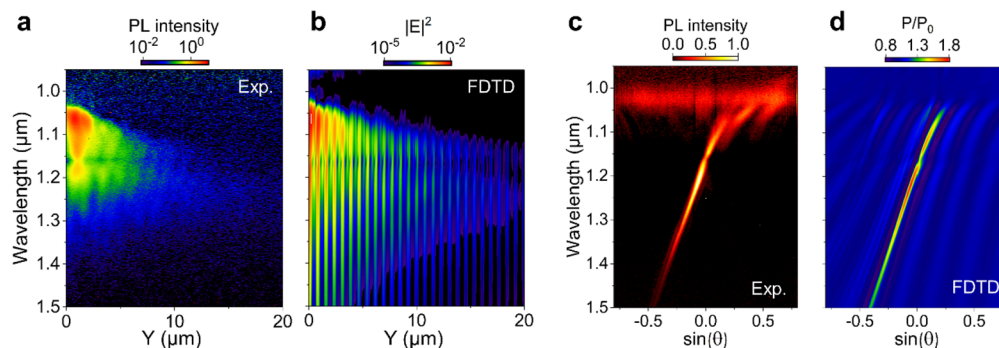 a
PL intensity
10⁻² 10⁰
Exp.
Wavelength (μm)
1.0
1.1
1.2
1.3
1.4
1.5
0 10 20
Y (μm)
b
|E|²
10⁻⁵ 10⁻²
FDTD
0 10 20
Y (μm)
c
PL intensity
0.0 0.5 1.0
Wavelength (μm)
1.0
1.1
1.2
1.3
1.4
1.5
Exp.
-0.5 0.0 0.5
sin(θ)
d
P/P₀
0.8 1.3 1.8
FDTD
-0.5 0.0 0.5
sin(θ)